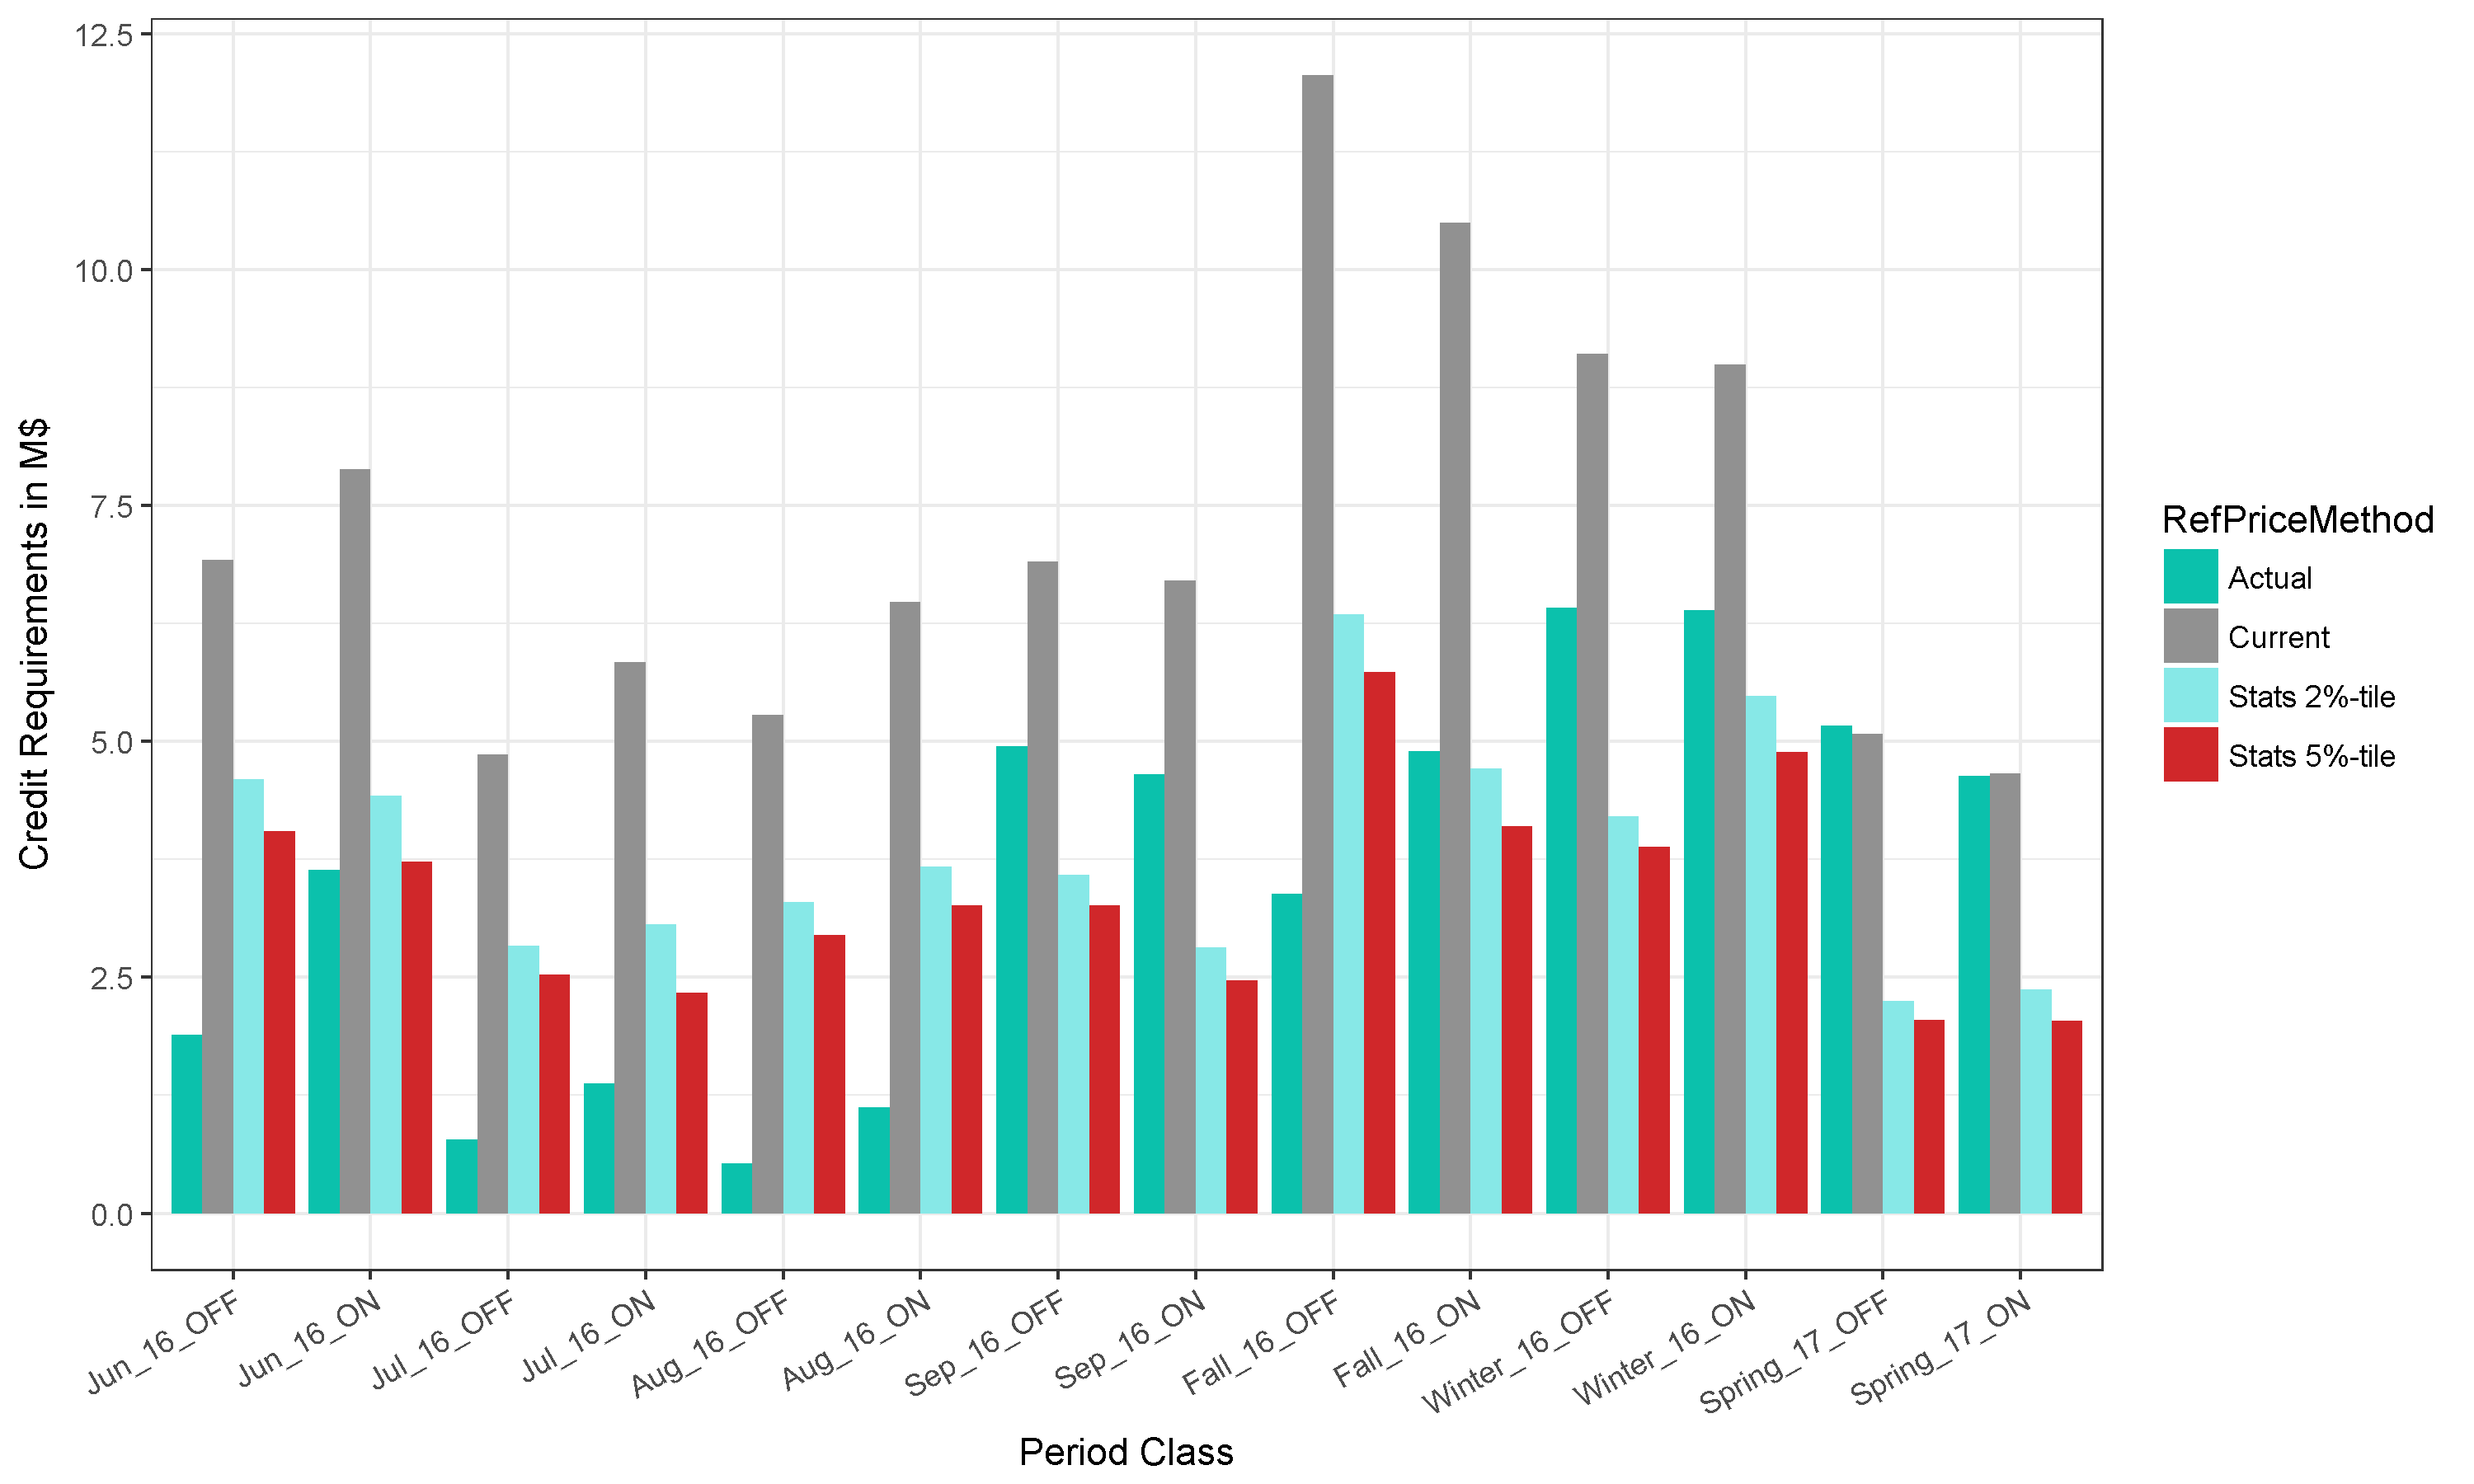 Credit Requirements in M$
12.5
10.0
7.5
5.0
2.5
0.0
Jun_16_OFF
Jun_16_ON
Jul_16_OFF
Jul_16_ON
Aug_16_OFF
Aug_16_ON
Sep_16_OFF
Sep_16_ON
Fall_16_OFF
Fall_16_ON
Winter_16_OFF
Winter_16_ON
Spring_17_OFF
Spring_17_ON
Period Class
RefPriceMethod
Actual
Current
Stats 2%-tile
Stats 5%-tile